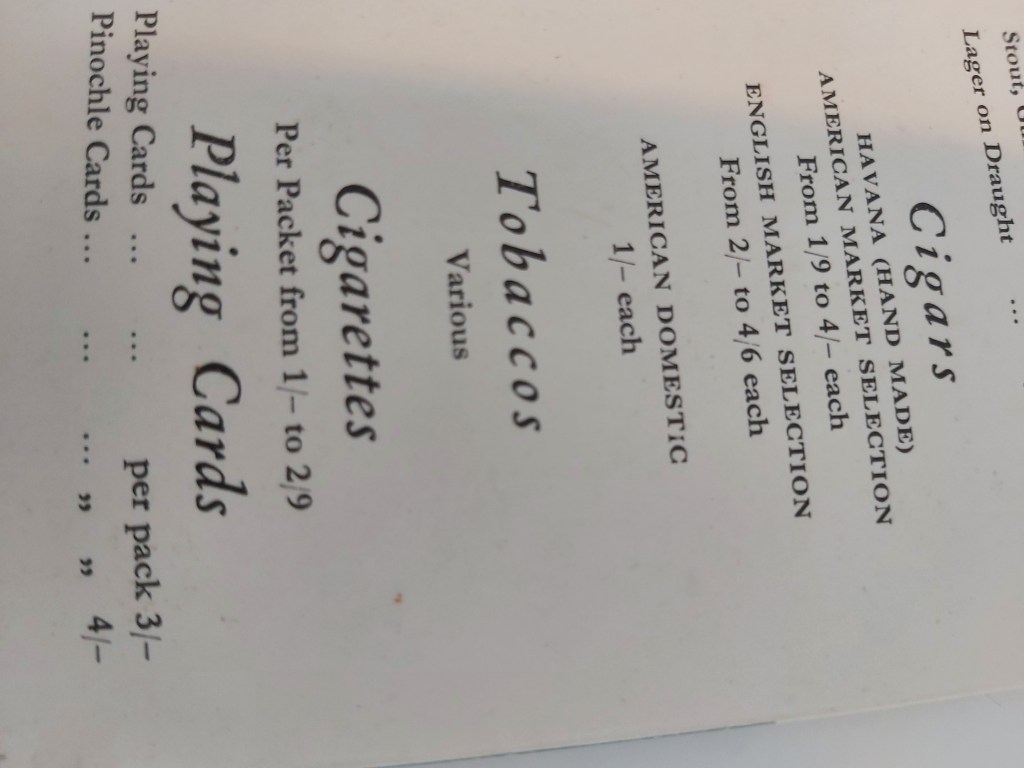 Stout,
Lager on Draught ...
Cigars
HAVANA (HAND MADE)
AMERICAN MARKET SELECTION
From 1/9 to 4/– each
ENGLISH MARKET SELECTION
From 2/– to 4/6 each
AMERICAN DOMESTIC
1/– each
Tobaccos
Various
Cigarettes
Per Packet from 1/– to 2/9
Playing Cards
Playing Cards ... ... per pack 3/–
Pinochle Cards ... ... ... ,, ,, 4/–